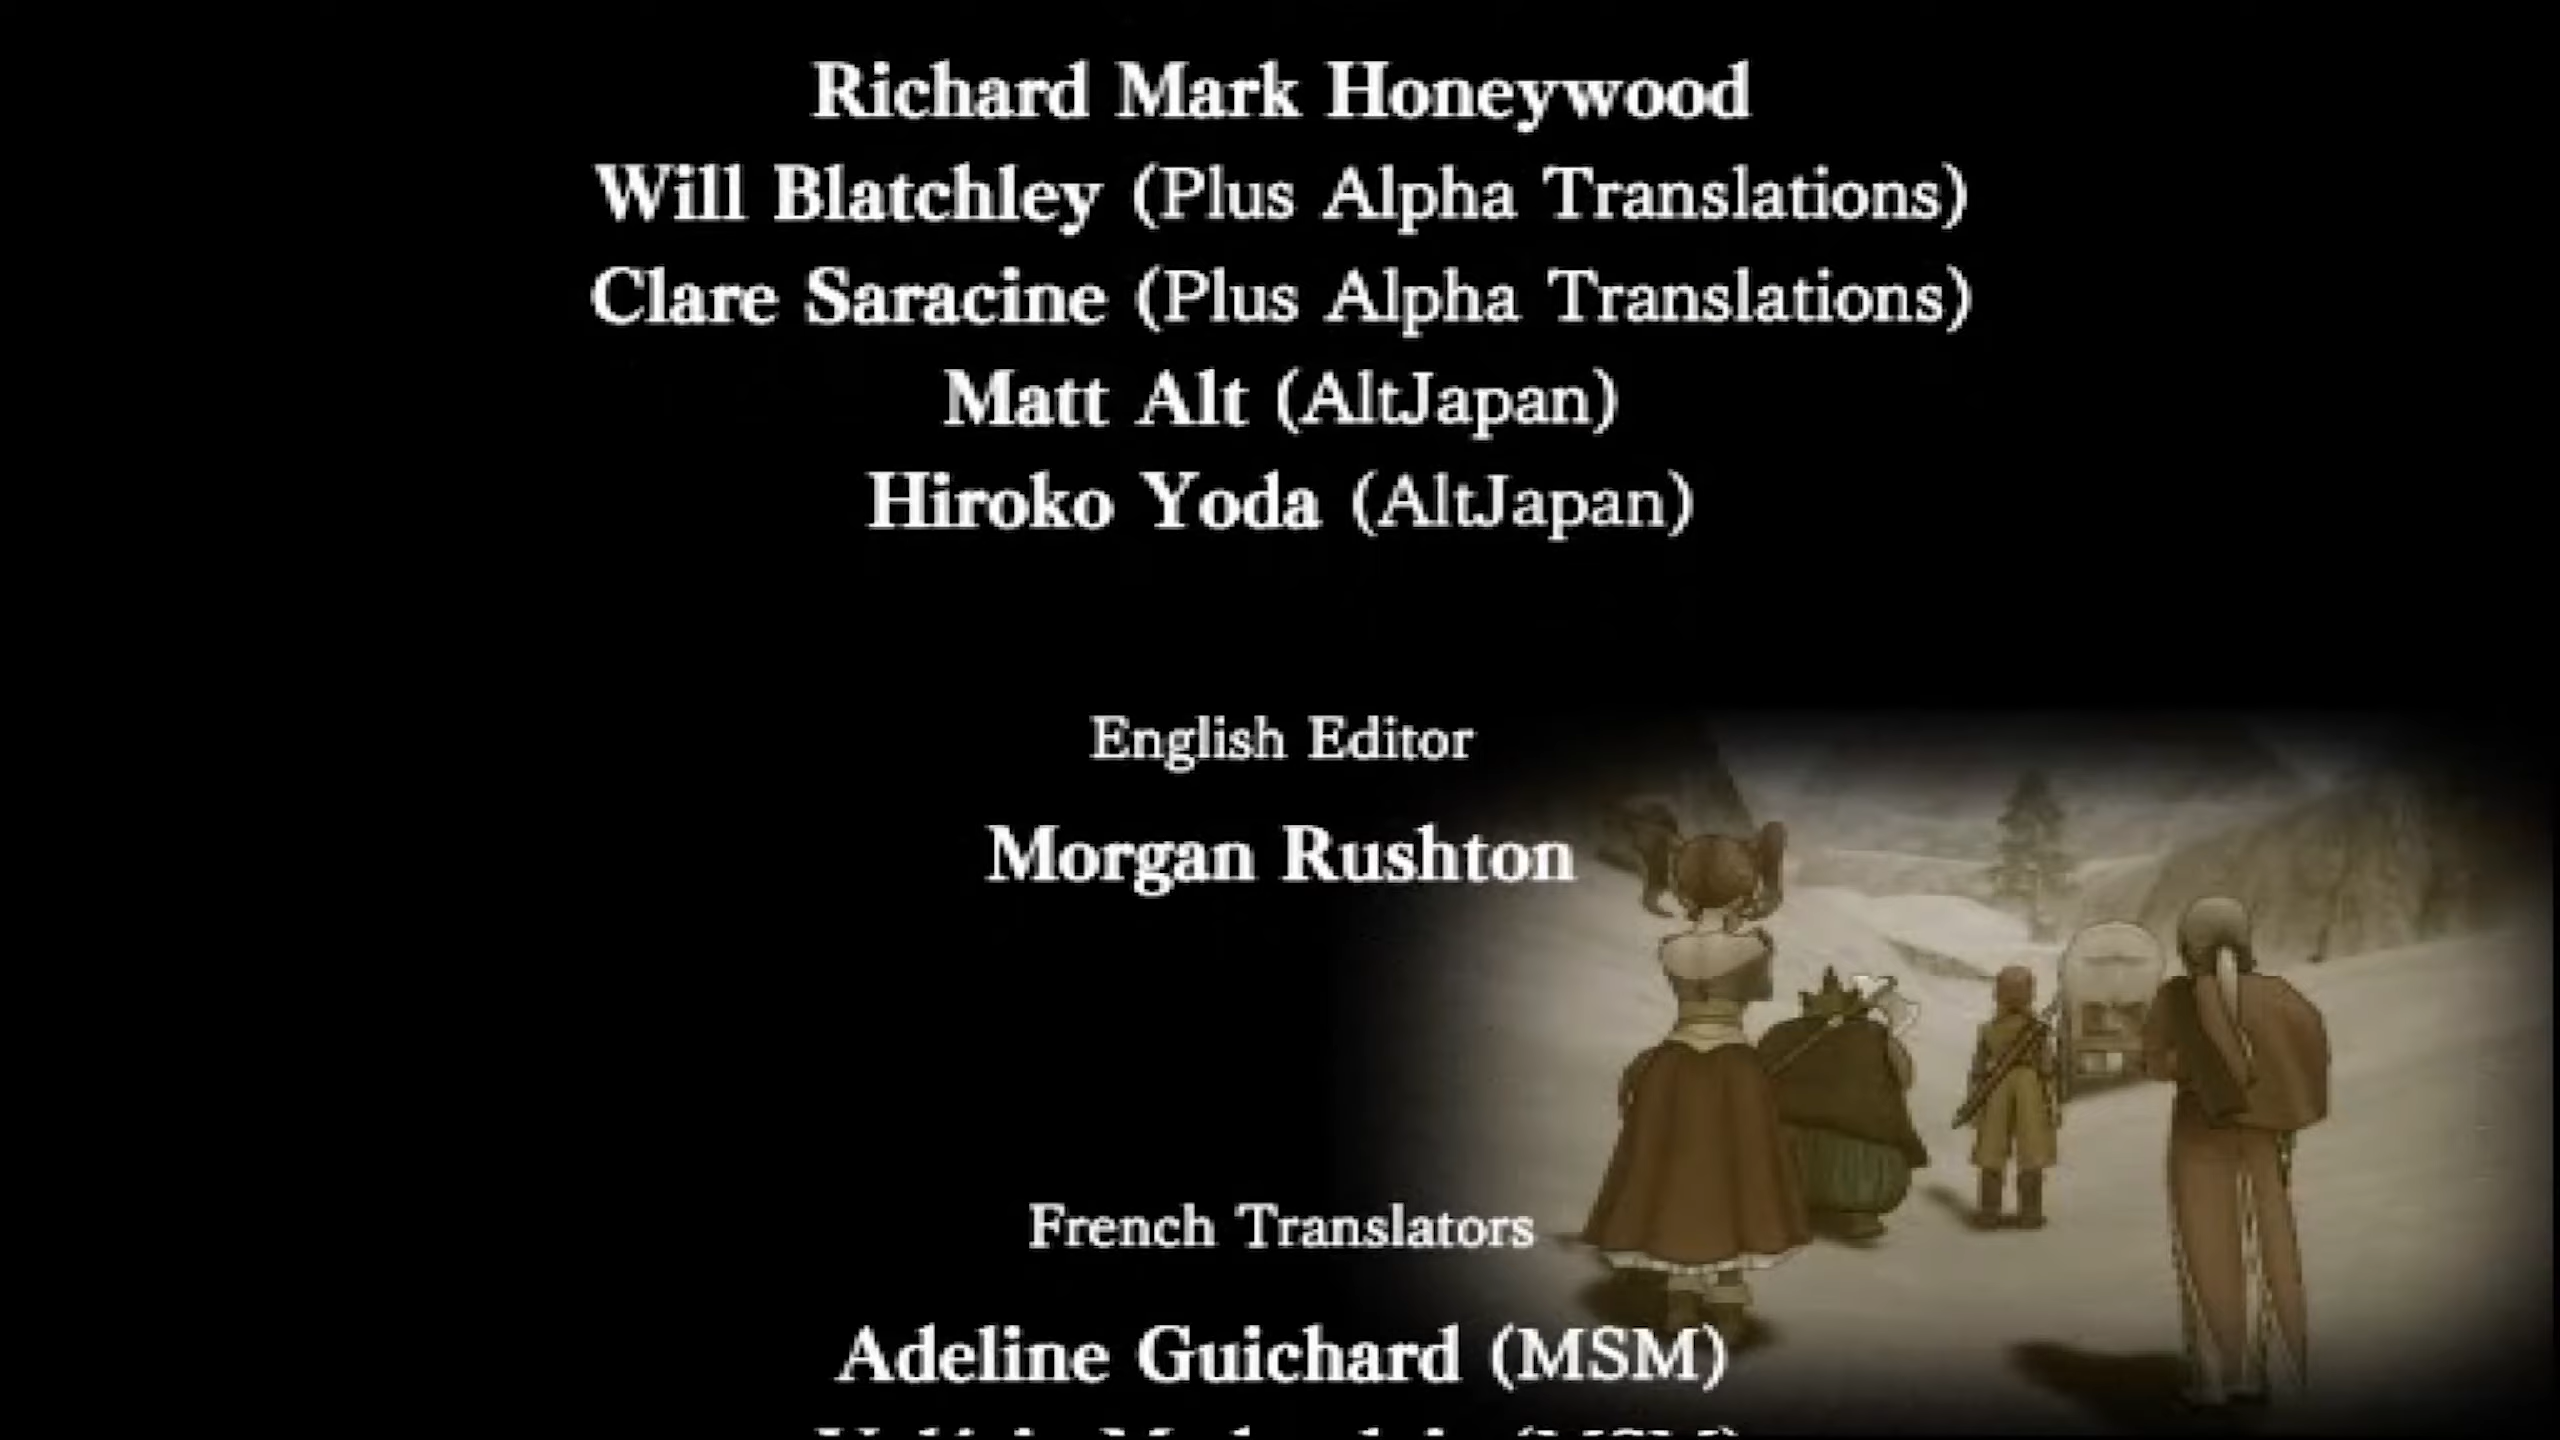 Richard Mark Honeywood
Will Blatchley (Plus Alpha Translations)
Clare Saracine (Plus Alpha Translations)
Matt Alt (AltJapan)
Hiroko Yoda (AltJapan)
English Editor
Morgan Rushton
French Translators
Adeline Guichard (MSM)
(MSM)